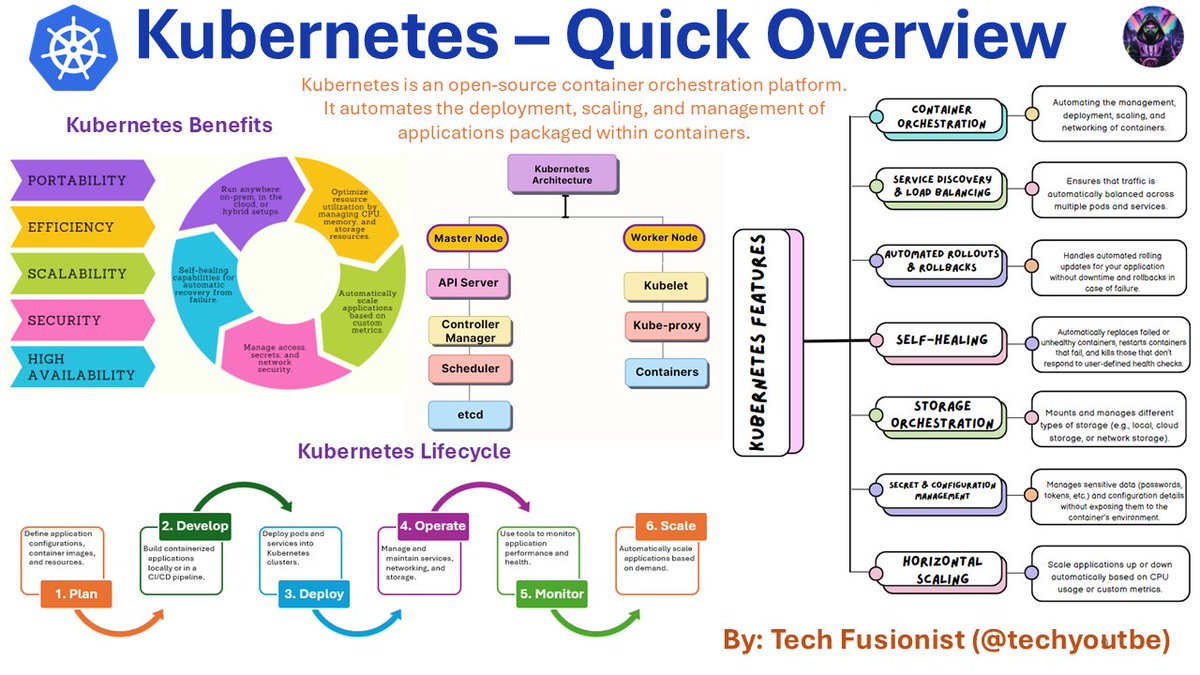 Kubernetes – Quick Overview
Kubernetes is an open-source container orchestration platform.
It automates the deployment, scaling, and management of
applications packaged within containers.
Kubernetes Benefits
PORTABILITY
EFFICIENCY
SCALABILITY
SECURITY
HIGH
AVAILABILITY
Run anywhere:
on-prem, in the
cloud, or
hybrid setups.
Optimize
resource
utilization by
managing CPU,
memory, and
storage
resources.
Automatically
scale
applications
based on
custom
metrics.
Manage access,
secrets, and
network
security.
Self-healing
capabilities for
automatic
recovery from
failure.
Kubernetes
Architecture
Master Node
API Server
Controller
Manager
Scheduler
etcd
Worker Node
Kubelet
Kube-proxy
Containers
KUBERNETES FEATURES
CONTAINER
ORCHESTRATION
Automating the management,
deployment, scaling, and
networking of containers.
SERVICE DISCOVERY
& LOAD BALANCING
Ensures that traffic is
automatically balanced across
multiple pods and services.
AUTOMATED ROLLOUTS
& ROLLBACKS
Handles automated rolling
updates for your application
without downtime and rollbacks in
case of failure.
SELF-HEALING
Automatically replaces failed or
unhealthy containers, restarts containers
that fail, and kills those that don't
respond to user-defined health checks.
STORAGE
ORCHESTRATION
Mounts and manages different
types of storage (e.g., local, cloud
storage, or network storage).
SECRET & CONFIGURATION
MANAGEMENT
Manages sensitive data (passwords,
tokens, etc.) and configuration details
without exposing them to the
container's environment.
HORIZONTAL
SCALING
Scale applications up or down
automatically based on CPU
usage or custom metrics.
Kubernetes Lifecycle
Define application
configurations,
container images,
and resources.
1. Plan
2. Develop
Build containerized
applications
locally or in a
CI/CD pipeline.
Deploy pods and
services into
Kubernetes
clusters.
3. Deploy
4. Operate
Manage and
maintain services,
networking, and
storage.
Use tools to monitor
application
performance and
health.
5. Monitor
6. Scale
Automatically scale
applications based
on demand.
By: Tech Fusionist (@techyoutbe)